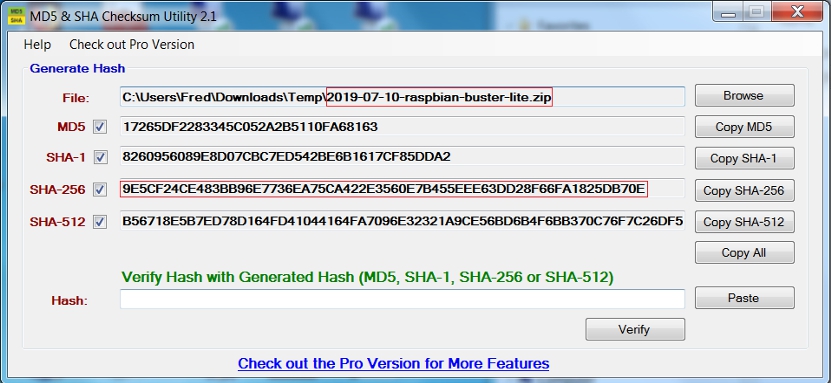 MD5 SHA
MD5 & SHA Checksum Utility 2.1
Help Check out Pro Version
Generate Hash
File: C:\Users\Fred\Downloads\Temp\2019-07-10-raspbian-buster-lite.zip Browse
MD5 17265DF2283345C052A2B5110FA68163 Copy MD5
SHA-1 8260956089E8D07CBC7ED542BE6B1617CF85DDA2 Copy SHA-1
SHA-256 9E5CF24CE483BB96E7736EA75CA422E3560E7B455EEE63DD28F66FA1825DB70E Copy SHA-256
SHA-512 B56718E5B7ED78D164FD41044164FA7096E32321A9CE56BD6B4F6BB370C76F7C26DF5 Copy SHA-512
Copy All
Verify Hash with Generated Hash (MD5, SHA-1, SHA-256 or SHA-512)
Hash: Paste
Verify
Check out the Pro Version for More Features